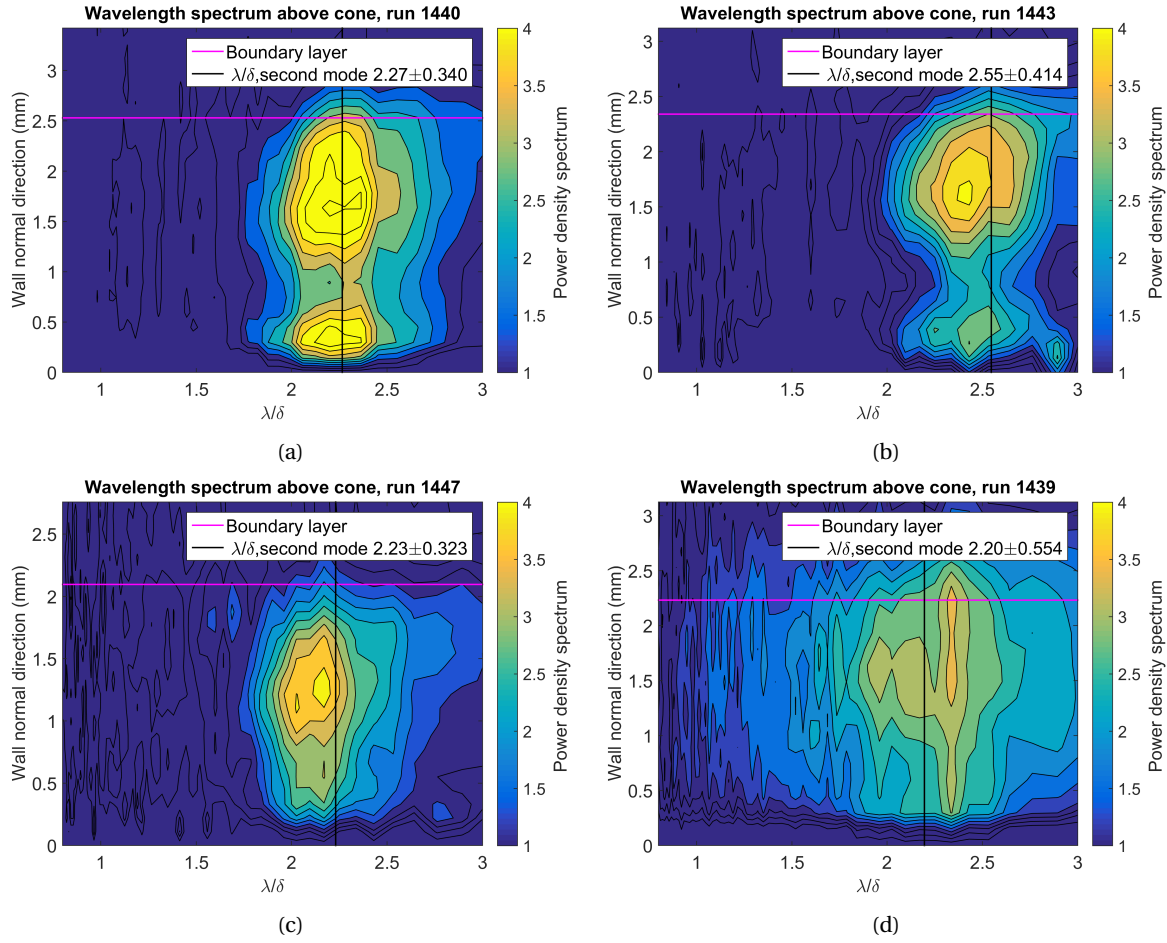 Wavelength spectrum above cone, run 1440
Boundary layer
λ/δ,second mode 2.27±0.340
Wall normal direction (mm)
0
0.5
1
1.5
2
2.5
3
1
1.5
2
2.5
3
λ/δ
1
1.5
2
2.5
3
3.5
4
Power density spectrum
(a)
Wavelength spectrum above cone, run 1443
Boundary layer
λ/δ,second mode 2.55±0.414
Wall normal direction (mm)
0
0.5
1
1.5
2
2.5
3
1
1.5
2
2.5
3
λ/δ
1
1.5
2
2.5
3
3.5
4
Power density spectrum
(b)
Wavelength spectrum above cone, run 1447
Boundary layer
λ/δ,second mode 2.23±0.323
Wall normal direction (mm)
0
0.5
1
1.5
2
2.5
1
1.5
2
2.5
3
λ/δ
1
1.5
2
2.5
3
3.5
4
Power density spectrum
(c)
Wavelength spectrum above cone, run 1439
Boundary layer
λ/δ,second mode 2.20±0.554
Wall normal direction (mm)
0
0.5
1
1.5
2
2.5
3
1
1.5
2
2.5
3
λ/δ
1
1.5
2
2.5
3
3.5
4
Power density spectrum
(d)